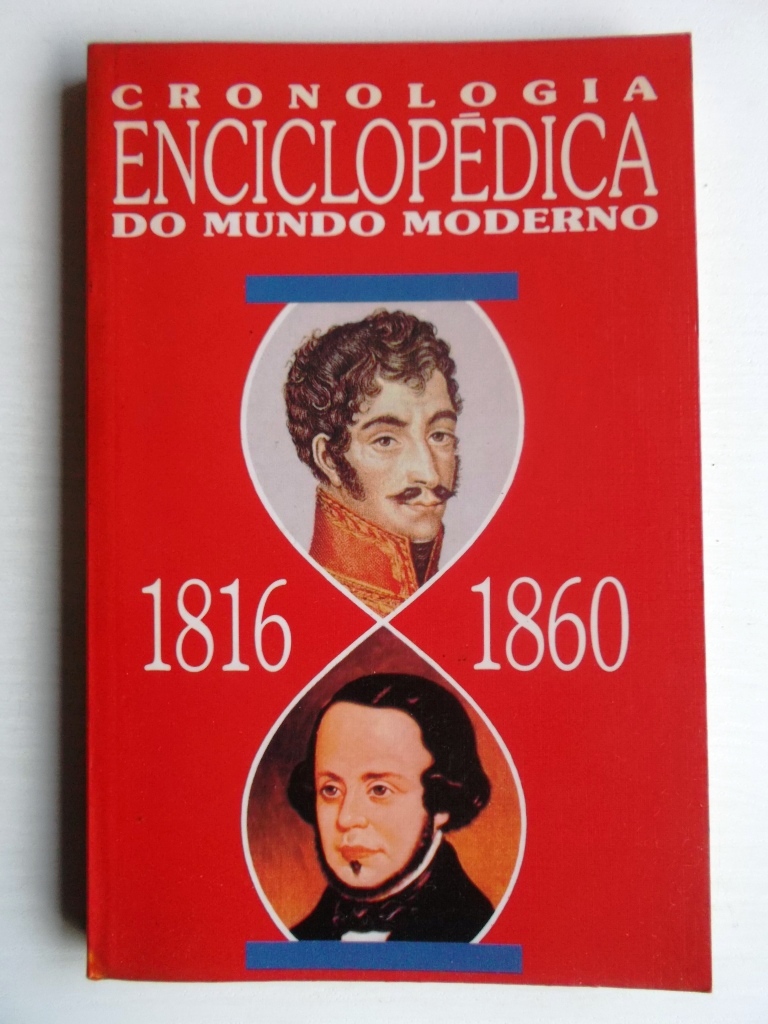 CRONOLOGIA
ENCICLOPÉDICA
DO MUNDO MODERNO
1816 1860